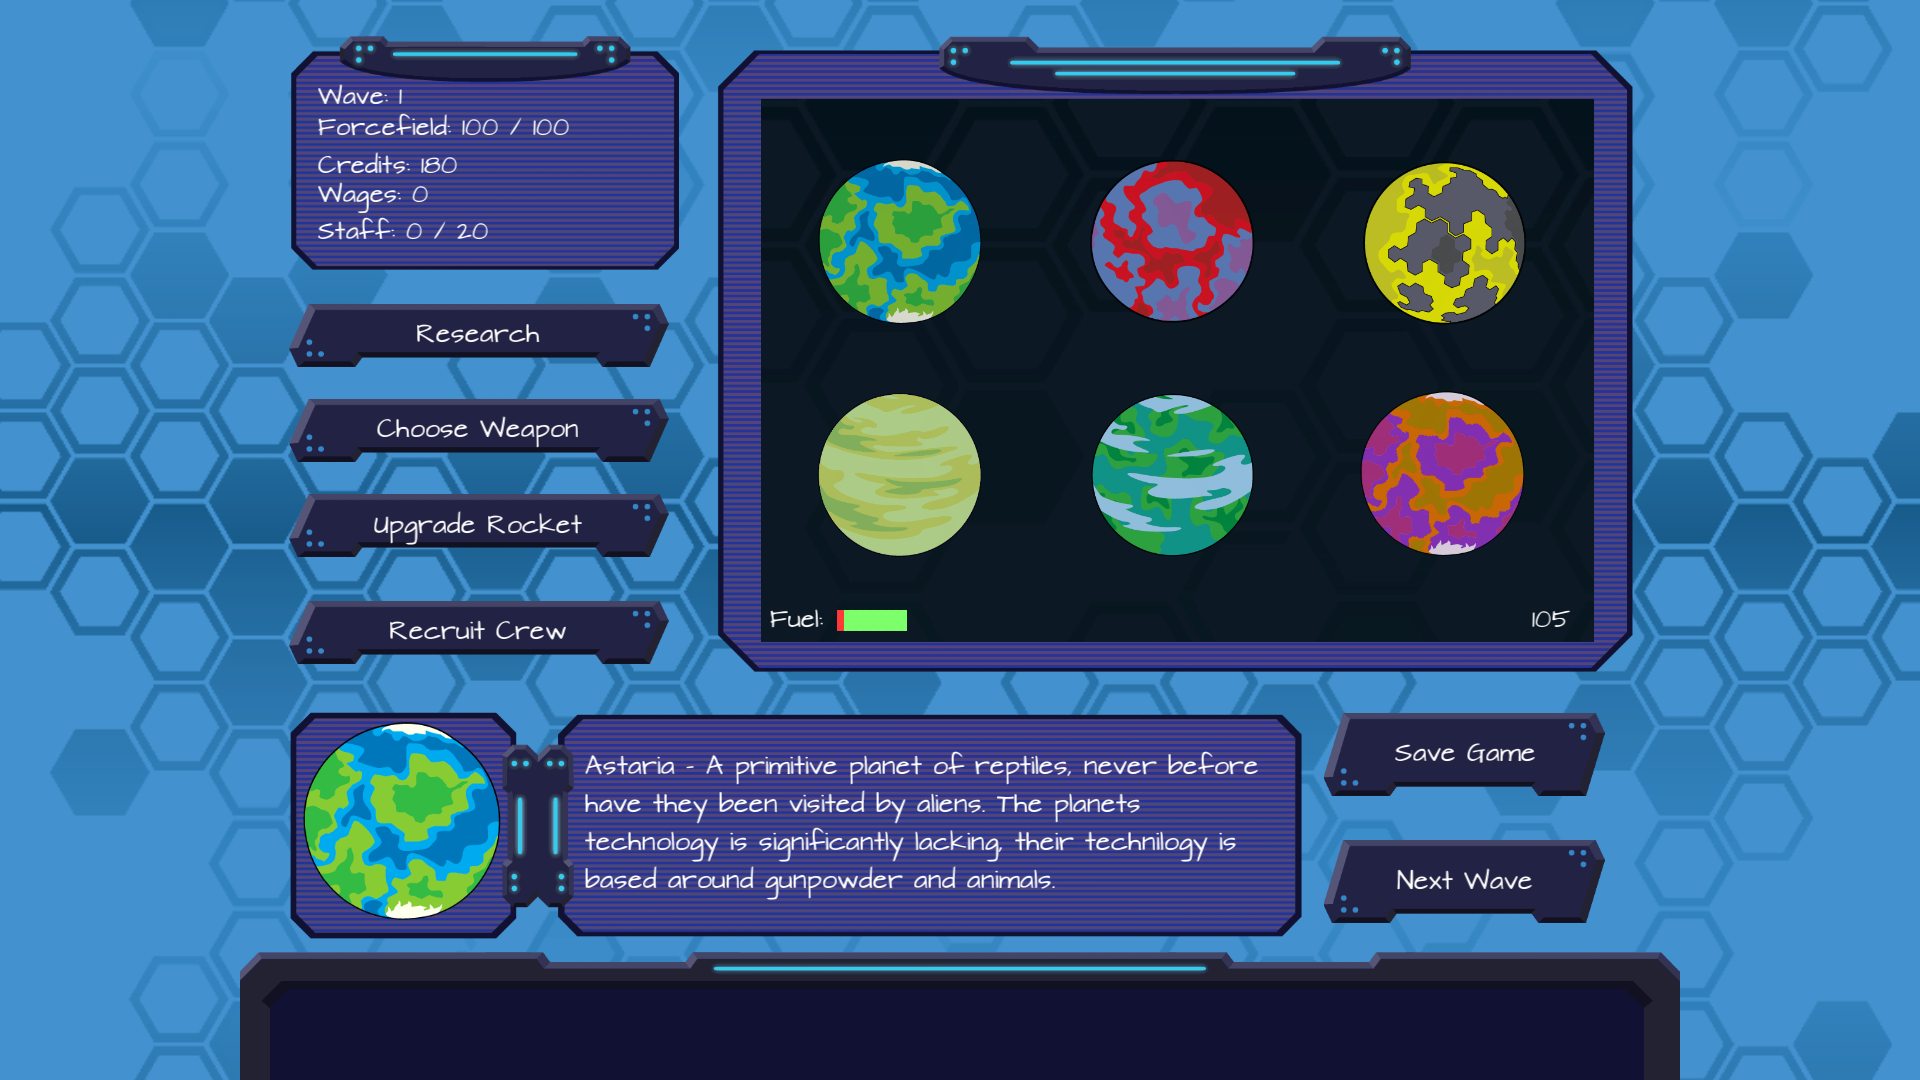 Wave: 1
Forcefield: 100 / 100
Credits: 180
Wages: 0
Staff: 0 / 20
Research
Choose Weapon
Upgrade Rocket
Recruit Crew
Fuel:
105
Astaria - A primitive planet of reptiles, never before
have they been visited by aliens. The planets
technology is significantly lacking, their technilogy is
based around gunpowder and animals.
Save Game
Next Wave